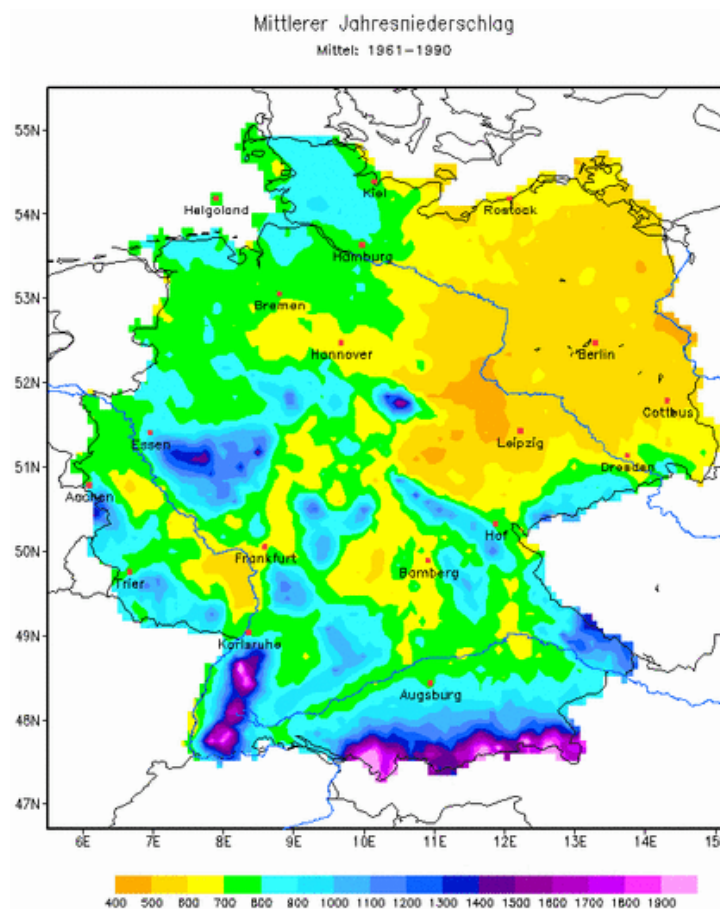 Mittlerer Jahresniederschlag
Mittel: 1961-1990
55N
54N
Helgoland
Kiel
Rostock
Hamburg
53N
Bremen
Hannover
Berlin
52N
Cottbus
Essen
Leipzig
51N
Dresden
Aachen
Hof
50N
Frankfurt
Bamberg
Trier
49N
Karlsruhe
Augsburg
48N
47N
6E 7E 8E 9E 10E 11E 12E 13E 14E 15E
400 500 600 700 800 900 1000 1100 1200 1300 1400 1500 1600 1700 1800 1900